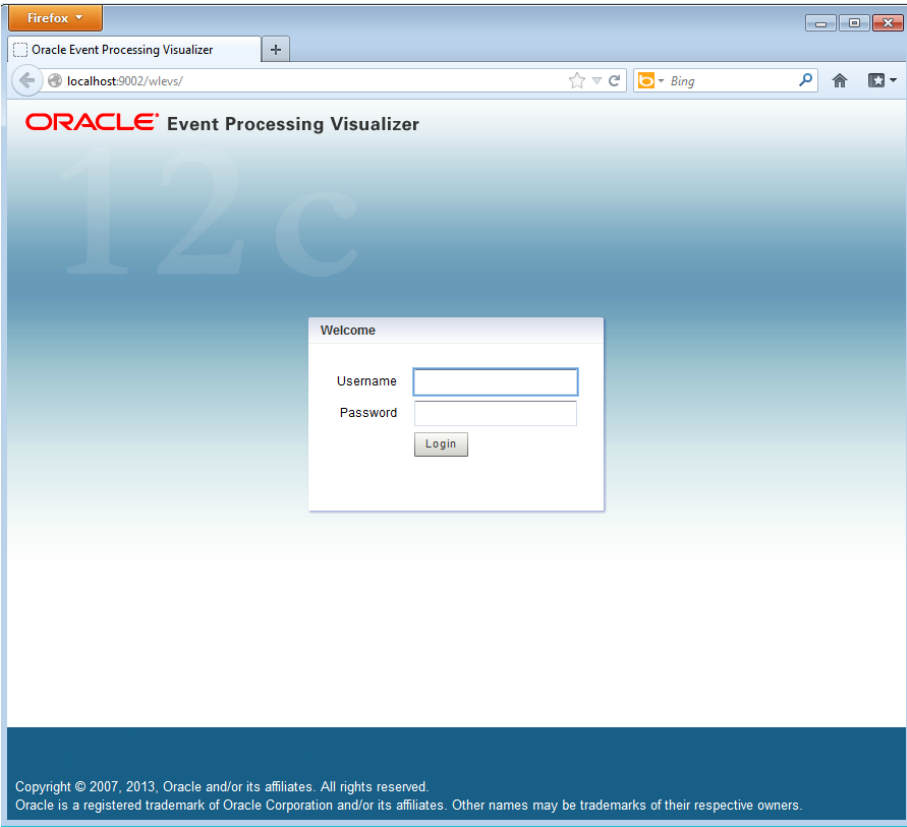 Firefox
Oracle Event Processing Visualizer
localhost:9002/wlevs/
Bing
ORACLE Event Processing Visualizer
12c
Welcome
Username
Password
Login
Copyright © 2007, 2013, Oracle and/or its affiliates. All rights reserved.
Oracle is a registered trademark of Oracle Corporation and/or its affiliates. Other names may be trademarks of their respective owners.